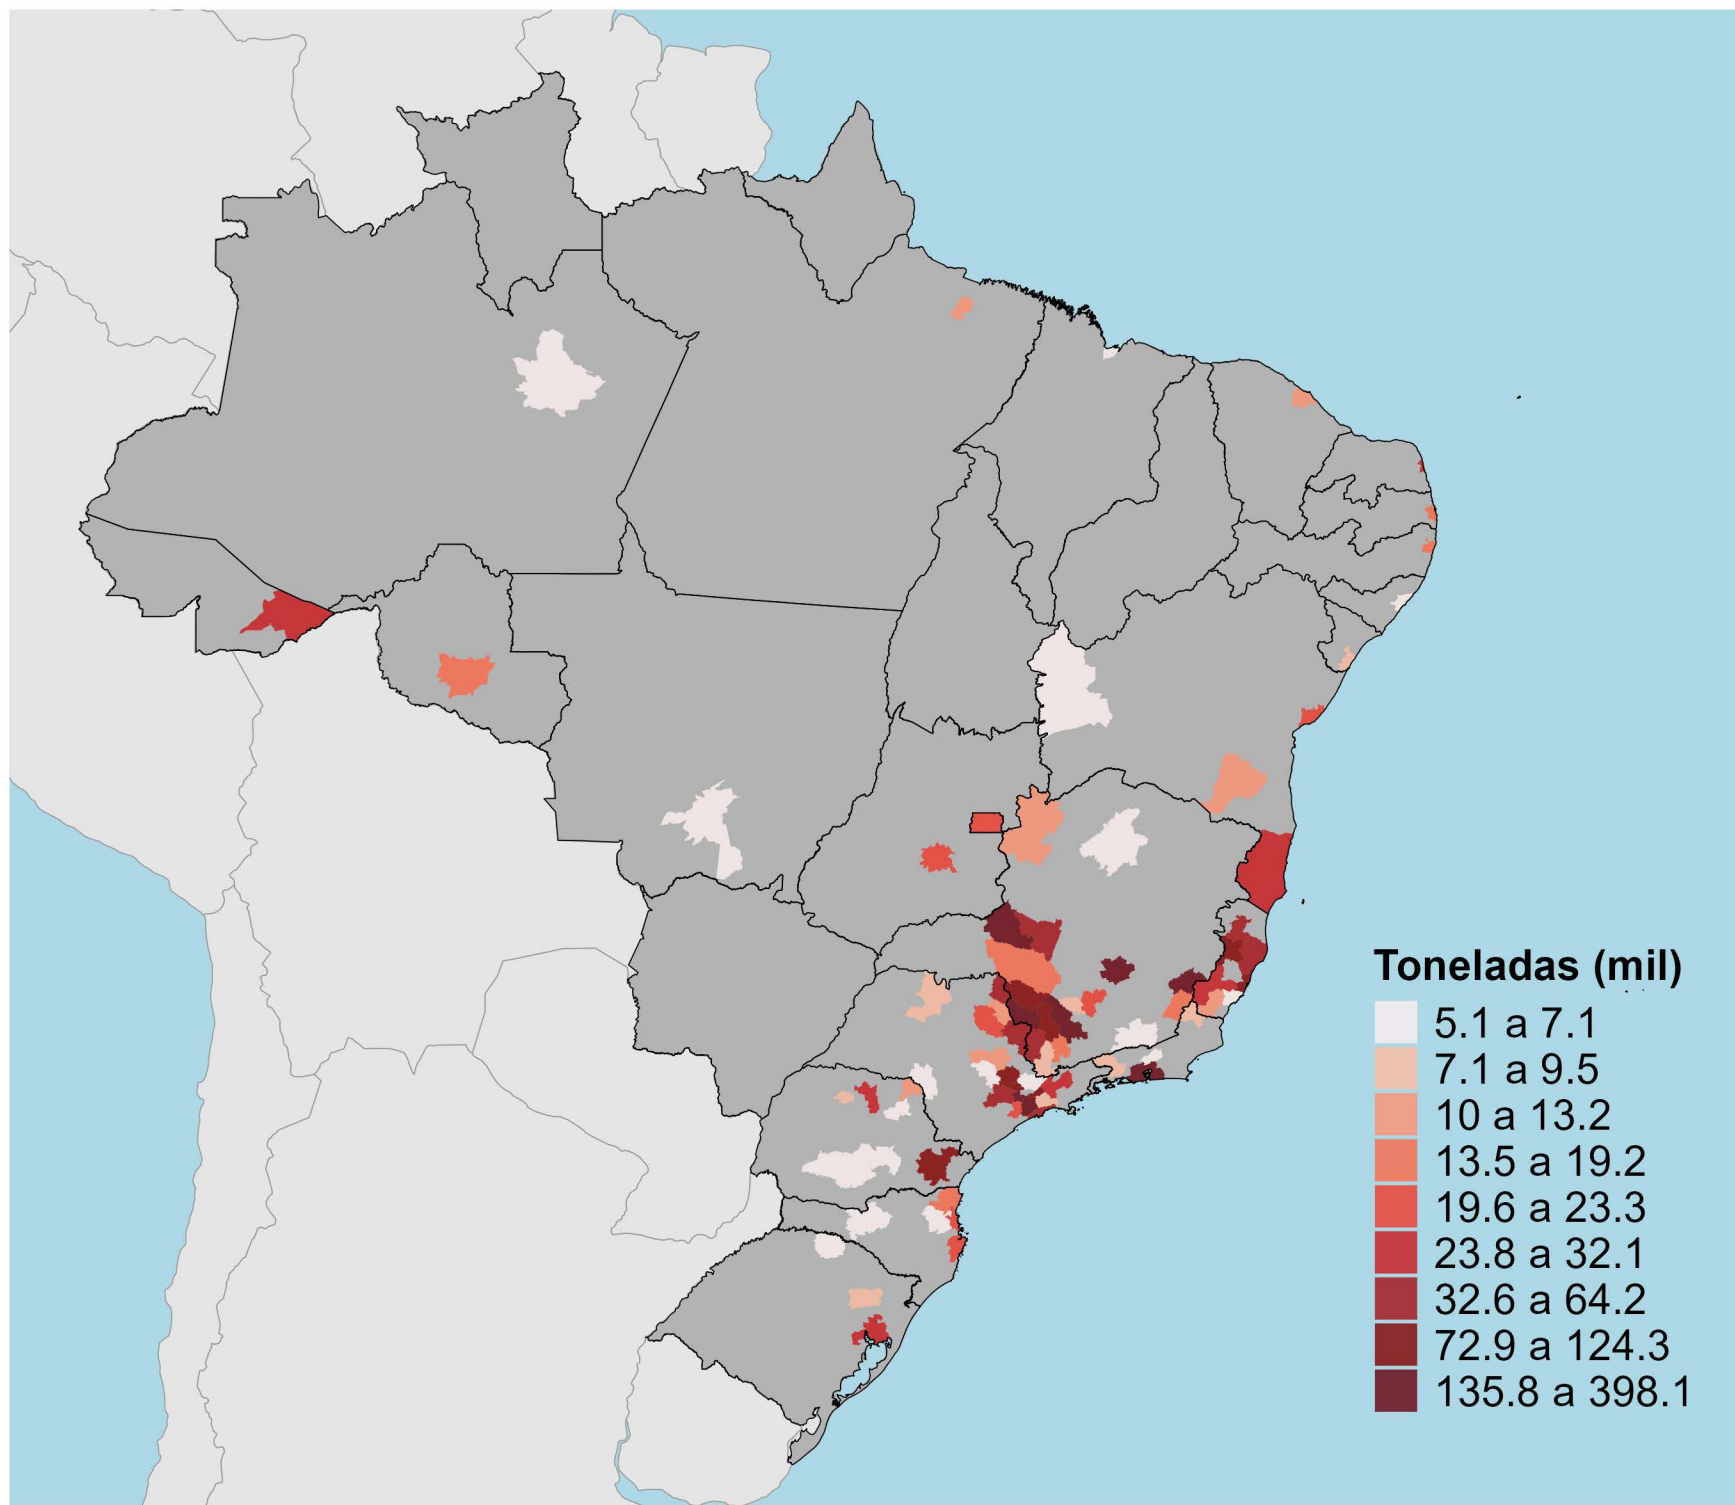 Toneladas (mil)
5.1 a 7.1
7.1 a 9.5
10 a 13.2
13.5 a 19.2
19.6 a 23.3
23.8 a 32.1
32.6 a 64.2
72.9 a 124.3
135.8 a 398.1